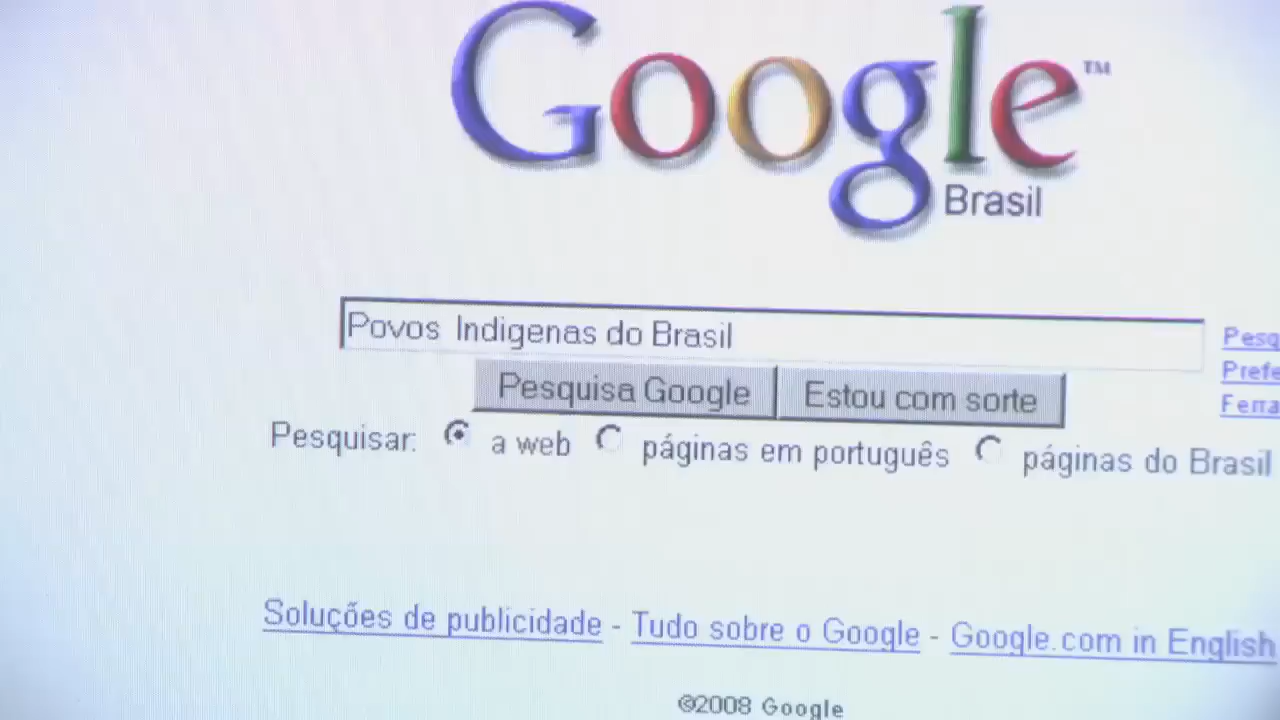 Google™
Brasil
Povos Indigenas do Brasil
Pesquisa Google Estou com sorte
Pesquisar: a web páginas em português páginas do Brasil
Soluções de publicidade - Tudo sobre o Google - Google.com in English
©2008 Google